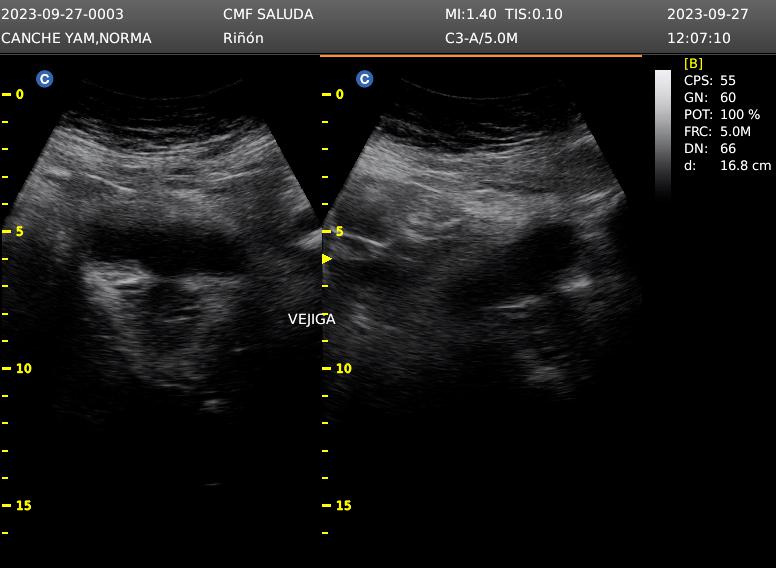 2023-09-27-0003 CMF SALUDA MI:1.40 TIS:0.10 2023-09-27
CANCHE YAM,NORMA Riñón C3-A/5.0M 12:07:10
[B]
C
C
CPS: 55
GN: 60
POT: 100 %
FRC: 5.0M
DN: 66
d: 16.8 cm
0
0
5
5
VEJIGA
10
10
15
15